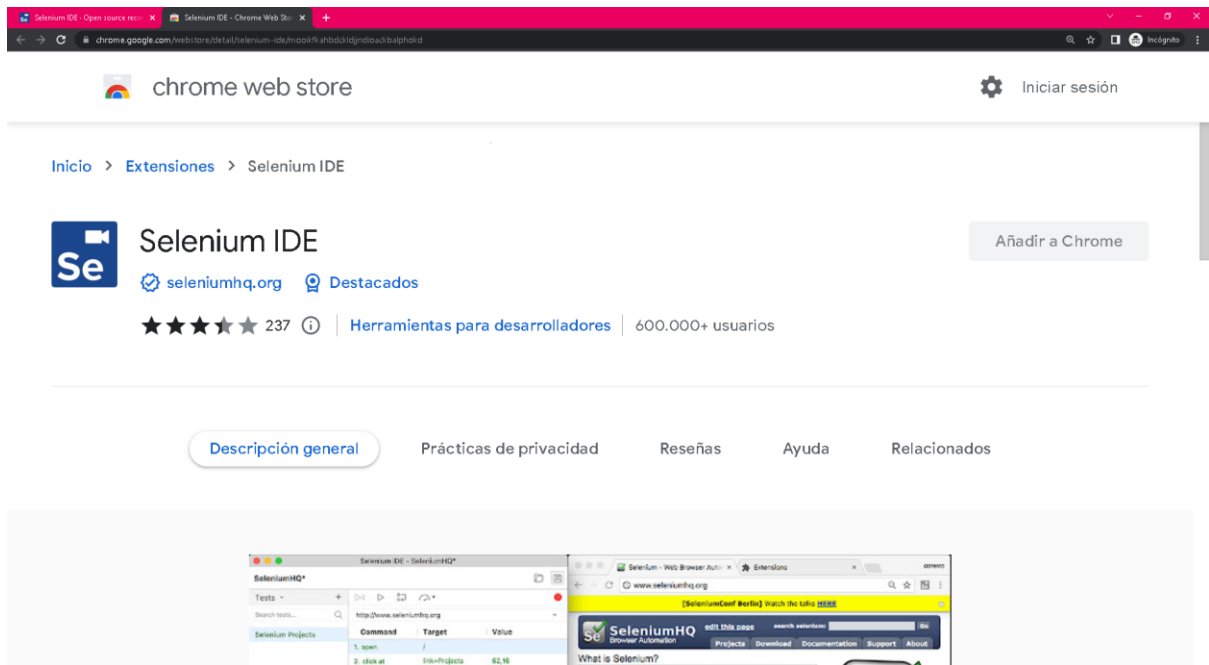 Selenium IDE · Open source reco
Selenium IDE - Chrome Web Sto
chrome.google.com/webstore/detail/selenium-ide/mooikfkahbdckldjjndioackbalphokd
Incógnito
chrome web store
Iniciar sesión
Inicio > Extensiones > Selenium IDE
Se
Selenium IDE
Añadir a Chrome
seleniumhq.org
Destacados
237
Herramientas para desarrolladores
600.000+ usuarios
Descripción general
Prácticas de privacidad
Reseñas
Ayuda
Relacionados
Selenium IDE - SeleniumHQ*
SeleniumHQ*
Tests
Search tests...
http://www.seleniumhq.org
Selenium Projects
Command Target Value
1. open /
2. click at link=Projects 62,16
Selenium - Web Browser Auto
Extensions
www.seleniumhq.org
[SeleniumConf Berlin] Watch the talks HERE
Se
SeleniumHQ
Browser Automation
edit this page
search selenium:
Go
Projects Download Documentation Support About
What is Selenium?